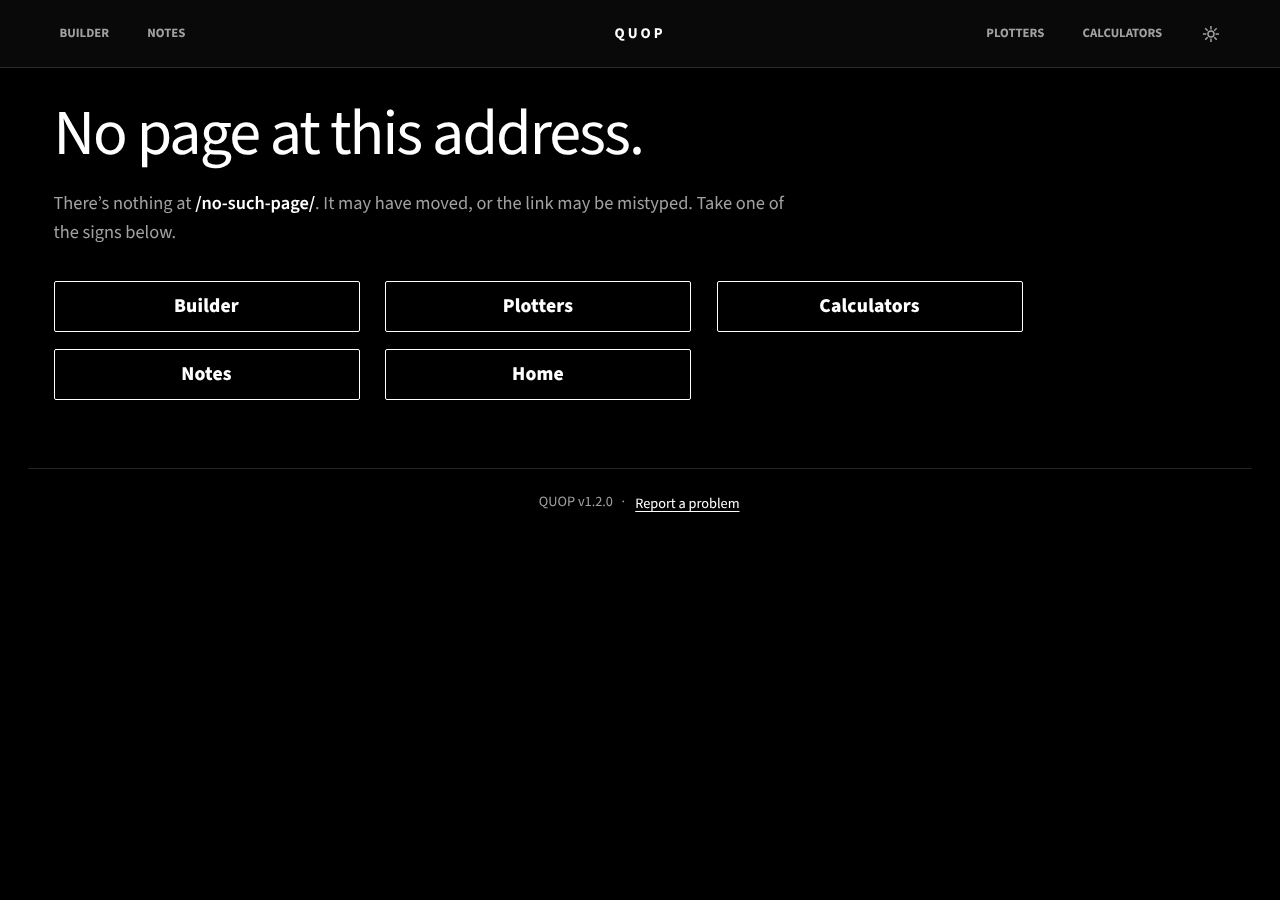 BUILDER NOTES QUOP PLOTTERS CALCULATORS
No page at this address.
There’s nothing at /no-such-page/. It may have moved, or the link may be mistyped. Take one of
the signs below.
Builder Plotters Calculators
Notes Home
QUOP v1.2.0 · Report a problem